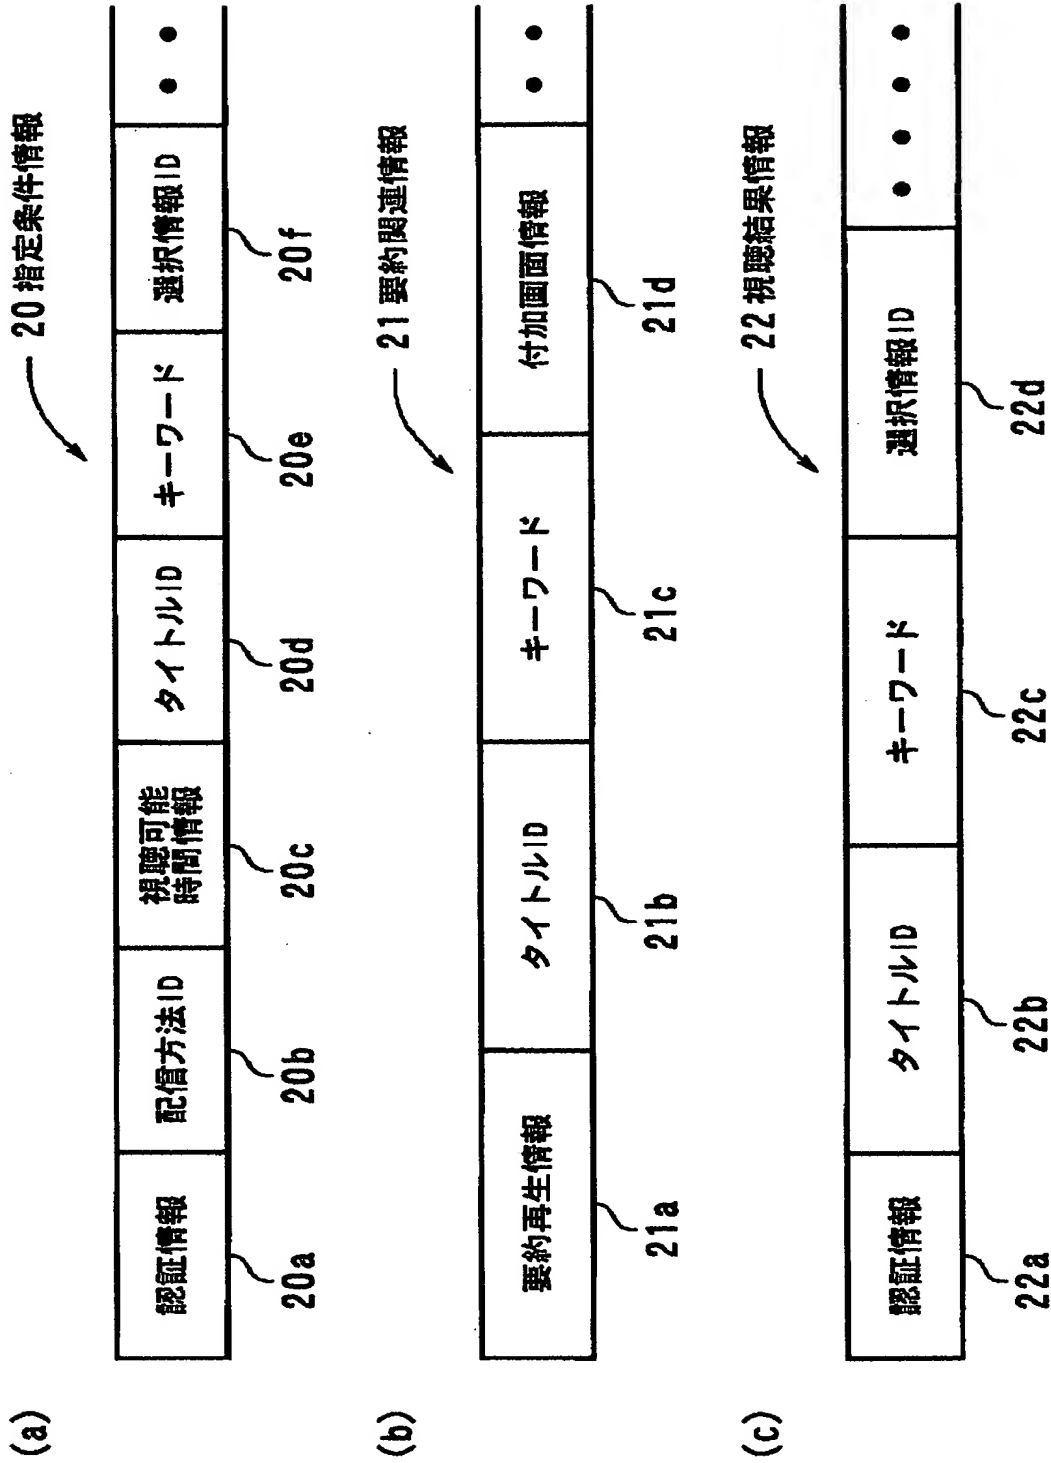 (a)
20 指定条件情報
認証情報
配信方法ID
視聴可能
時間情報
タイトルID
キーワード
選択情報ID
20a
20b
20c
20d
20e
20f
(b)
21 要約関連情報
要約再生情報
タイトルID
キーワード
付加画面情報
21a
21b
21c
21d
(c)
22 視聴結果情報
認証情報
タイトルID
キーワード
選択情報ID
22a
22b
22c
22d